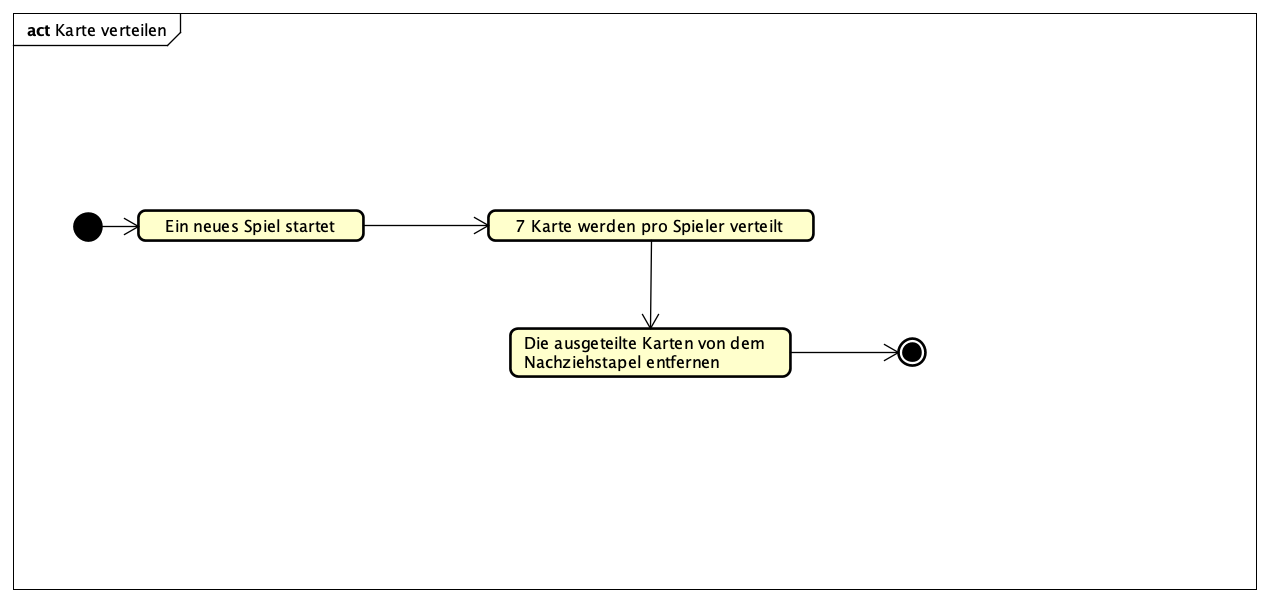 act Karte verteilen
Ein neues Spiel startet
7 Karte werden pro Spieler verteilt
Die ausgeteilte Karten von dem
Nachziehstapel entfernen